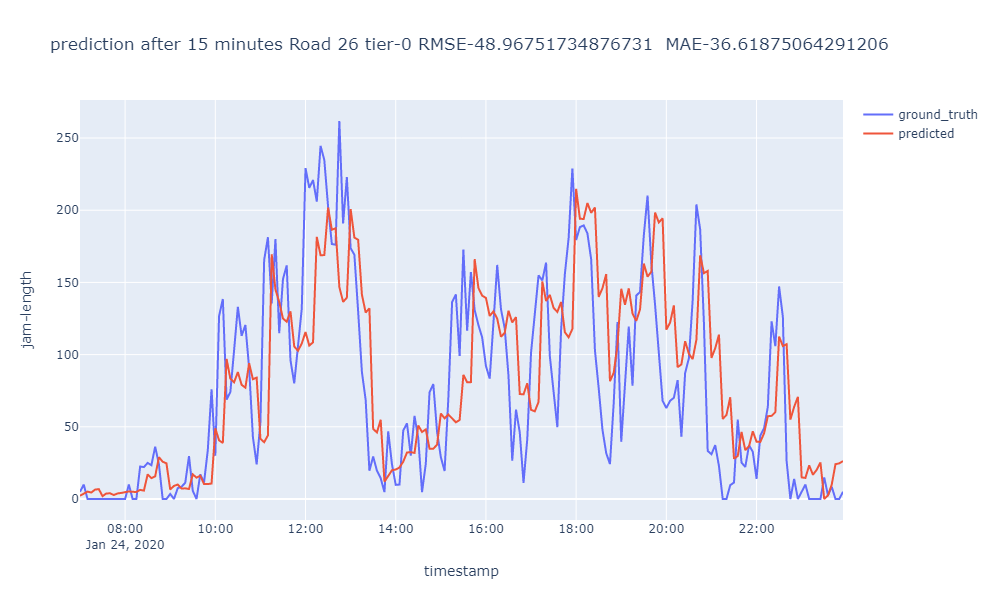 prediction after 15 minutes Road 26 tier-0 RMSE-48.96751734876731  MAE-36.61875064291206
ground_truth
predicted
250
200
150
100
50
0
jam-length
08:00 10:00 12:00 14:00 16:00 18:00 20:00 22:00
Jan 24, 2020
timestamp